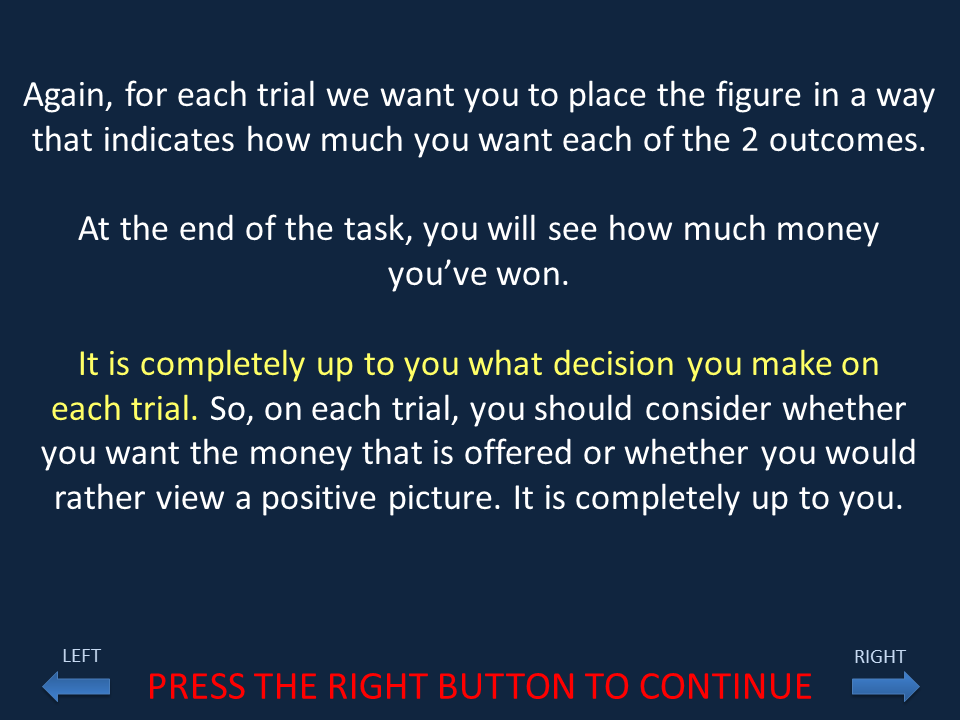 Again, for each trial we want you to place the figure in a way
that indicates how much you want each of the 2 outcomes.
At the end of the task, you will see how much money
you’ve won.
It is completely up to you what decision you make on
each trial. So, on each trial, you should consider whether
you want the money that is offered or whether you would
rather view a positive picture. It is completely up to you.
LEFT
RIGHT
PRESS THE RIGHT BUTTON TO CONTINUE